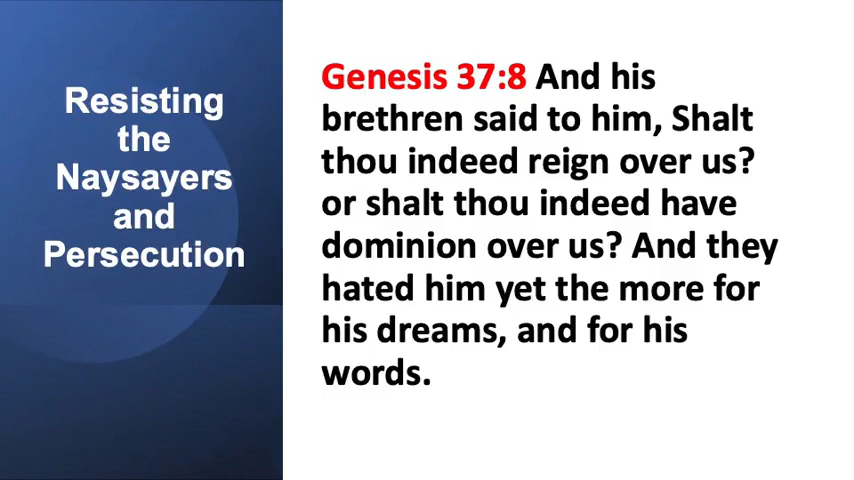 Resisting
the
Naysayers
and
Persecution
Genesis 37:8 And his
brethren said to him, Shalt
thou indeed reign over us?
or shalt thou indeed have
dominion over us? And they
hated him yet the more for
his dreams, and for his
words.